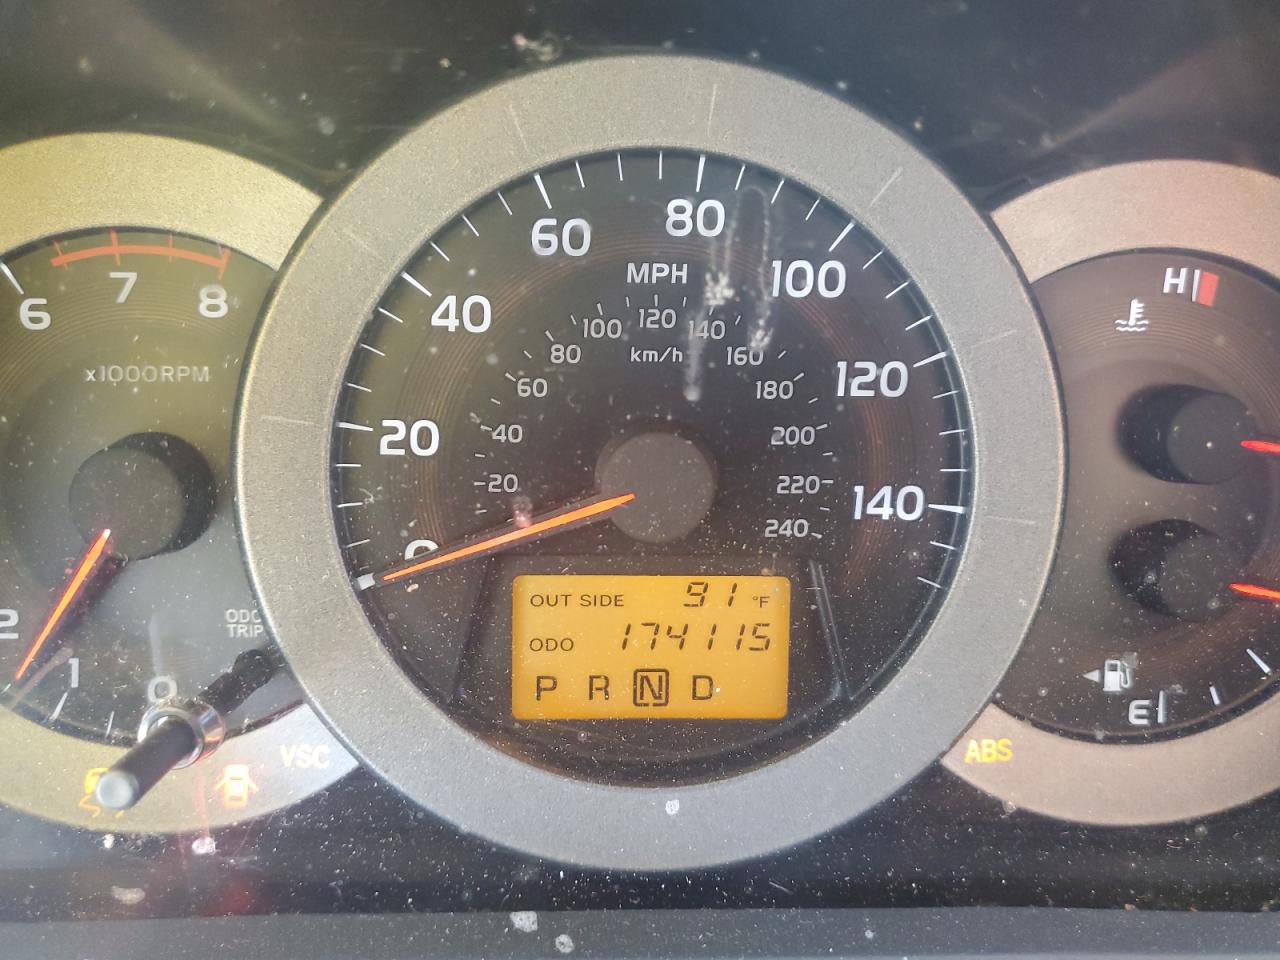 6 7 8
x1000RPM
2 1 0
ODO
TRIP
VSC
0 20 40 60 80 100 120 140
MPH
20 40 60 80 100 120 140 160 180 200 220 240
km/h
OUT SIDE 91 °F
ODO 174115
P R N D
H
E
ABS